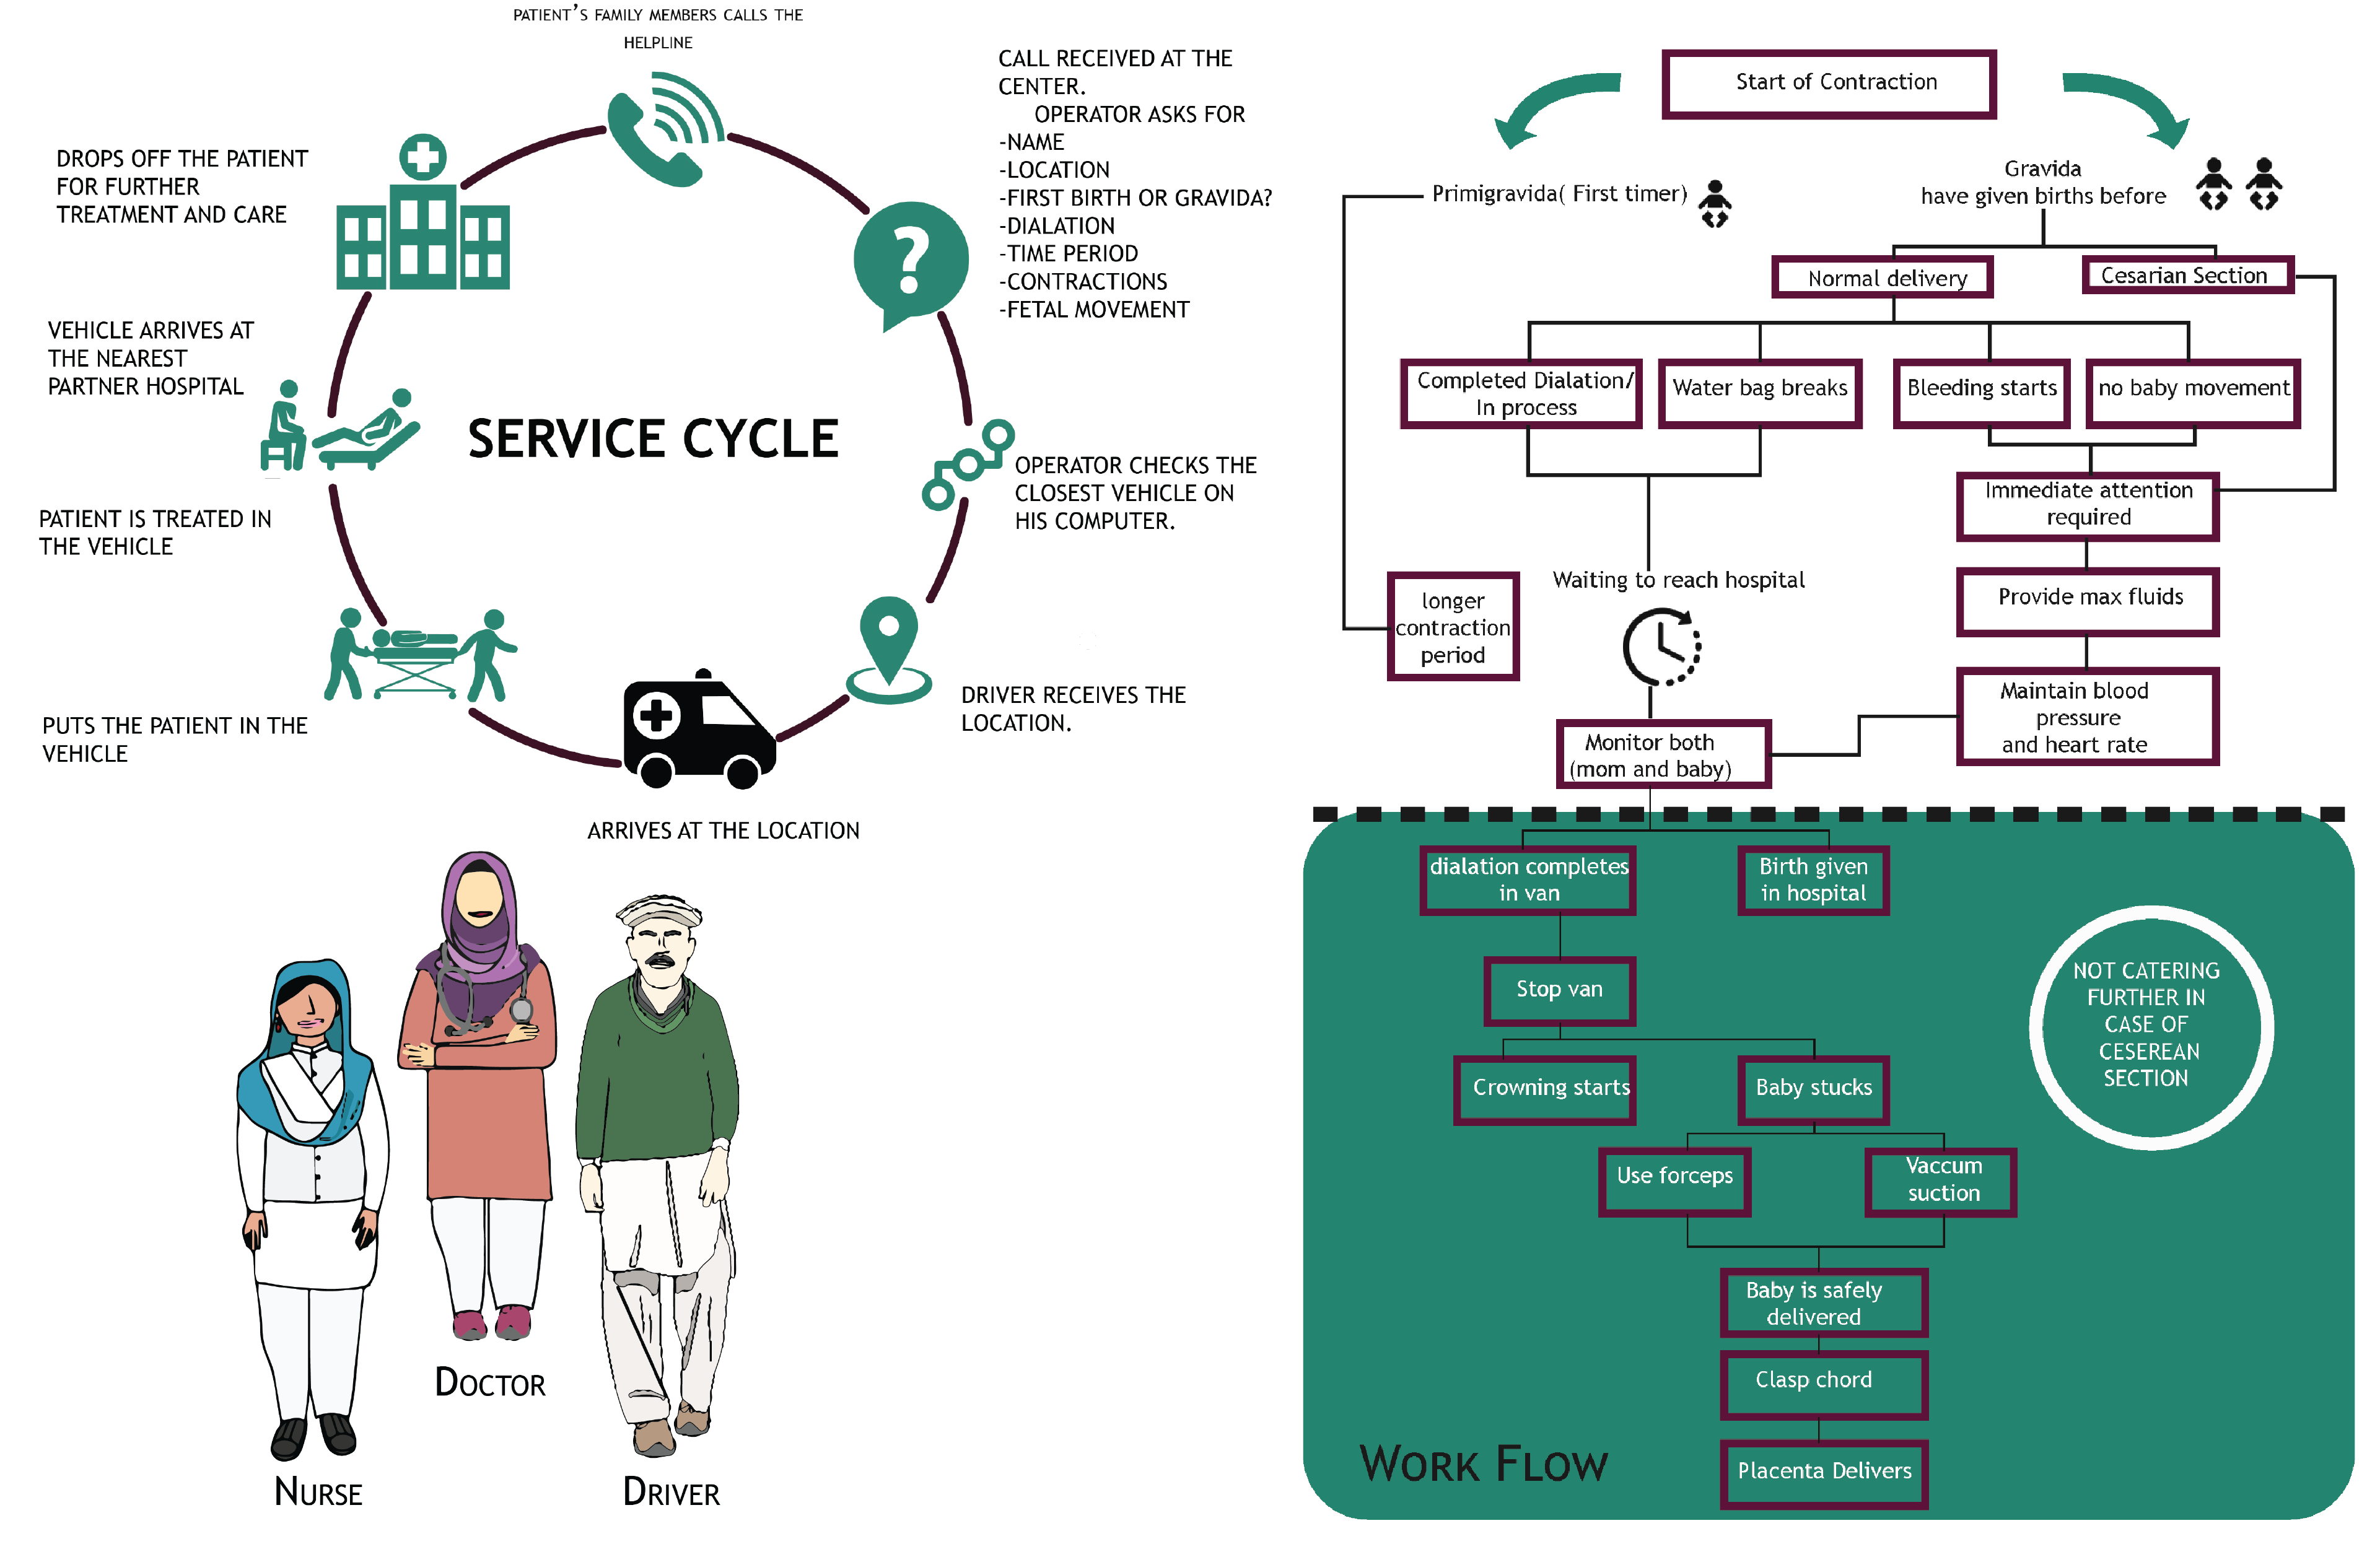 PATIENT'S FAMILY MEMBERS CALLS THE
HELPLINE
CALL RECEIVED AT THE
CENTER.
OPERATOR ASKS FOR
-NAME
-LOCATION
-FIRST BIRTH OR GRAVIDA?
-DIALATION
-TIME PERIOD
-CONTRACTIONS
-FETAL MOVEMENT
OPERATOR CHECKS THE
CLOSEST VEHICLE ON
HIS COMPUTER.
DRIVER RECEIVES THE
LOCATION.
ARRIVES AT THE LOCATION
PUTS THE PATIENT IN THE
VEHICLE
PATIENT IS TREATED IN
THE VEHICLE
VEHICLE ARRIVES AT
THE NEAREST
PARTNER HOSPITAL
DROPS OFF THE PATIENT
FOR FURTHER
TREATMENT AND CARE
?
SERVICE CYCLE
NURSE
DOCTOR
DRIVER
Start of Contraction
Primigravida( First timer)
Gravida
have given births before
Normal delivery
Cesarian Section
Completed Dialation/
In process
Water bag breaks
Bleeding starts
no baby movement
Immediate attention
required
Waiting to reach hospital
longer
contraction
period
Provide max fluids
Maintain blood
pressure
and heart rate
Monitor both
(mom and baby)
dialation completes
in van
Birth given
in hospital
Stop van
Crowning starts
Baby stucks
NOT CATERING
FURTHER IN
CASE OF
CESEREAN
SECTION
Use forceps
Vaccum
suction
Baby is safely
delivered
Clasp chord
Placenta Delivers
WORK FLOW